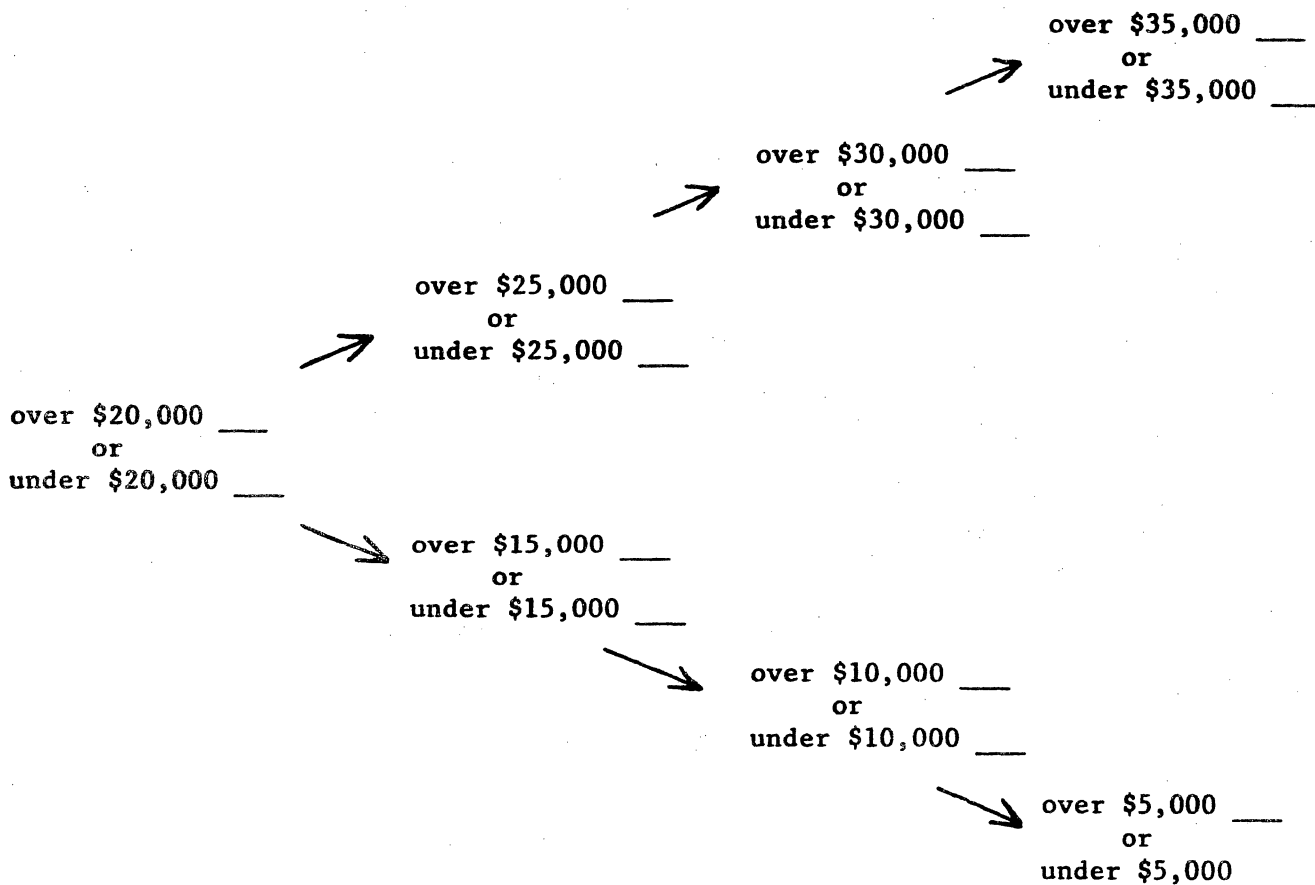 over $35,000 ___
or
under $35,000 ___
over $30,000 ___
or
under $30,000 ___
over $25,000 ___
or
under $25,000 ___
over $20,000 ___
or
under $20,000 ___
over $15,000 ___
or
under $15,000 ___
over $10,000 ___
or
under $10,000 ___
over $5,000 ___
or
under $5,000